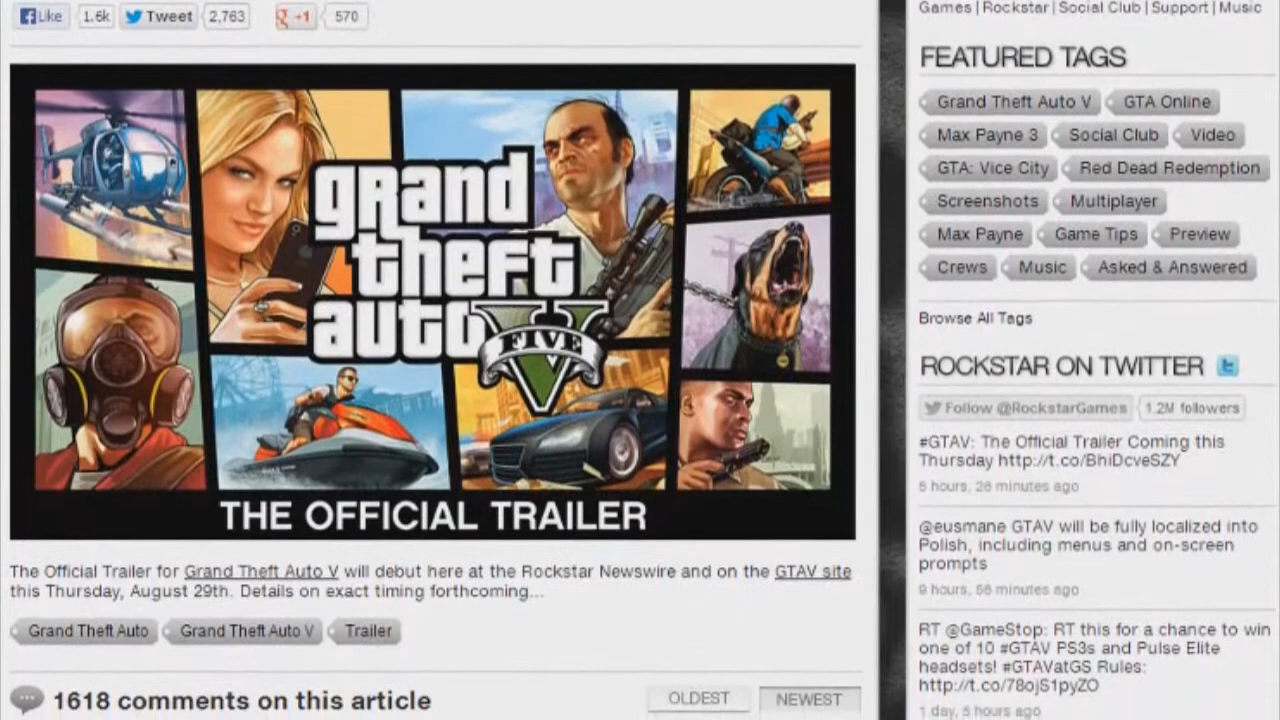 Like 1.6k Tweet 2,763 +1 570
grand
theft
auto
FIVE
THE OFFICIAL TRAILER
The Official Trailer for Grand Theft Auto V will debut here at the Rockstar Newswire and on the GTAV site
this Thursday, August 29th. Details on exact timing forthcoming...
Grand Theft Auto Grand Theft Auto V Trailer
1618 comments on this article OLDEST NEWEST
Games | Rockstar | Social Club | Support | Music
FEATURED TAGS
Grand Theft Auto V GTA Online
Max Payne 3 Social Club Video
GTA: Vice City Red Dead Redemption
Screenshots Multiplayer
Max Payne Game Tips Preview
Crews Music Asked & Answered
Browse All Tags
ROCKSTAR ON TWITTER
Follow @RockstarGames 1.2M followers
#GTAV: The Official Trailer Coming this
Thursday http://t.co/BhiDcveSZY
5 hours, 26 minutes ago
@eusmane GTAV will be fully localized into
Polish, including menus and on-screen
prompts
9 hours, 56 minutes ago
RT @GameStop: RT this for a chance to win
one of 10 #GTAV PS3s and Pulse Elite
headsets! #GTAVatGS Rules:
http://t.co/78ojS1pyZO
1 day, 5 hours ago